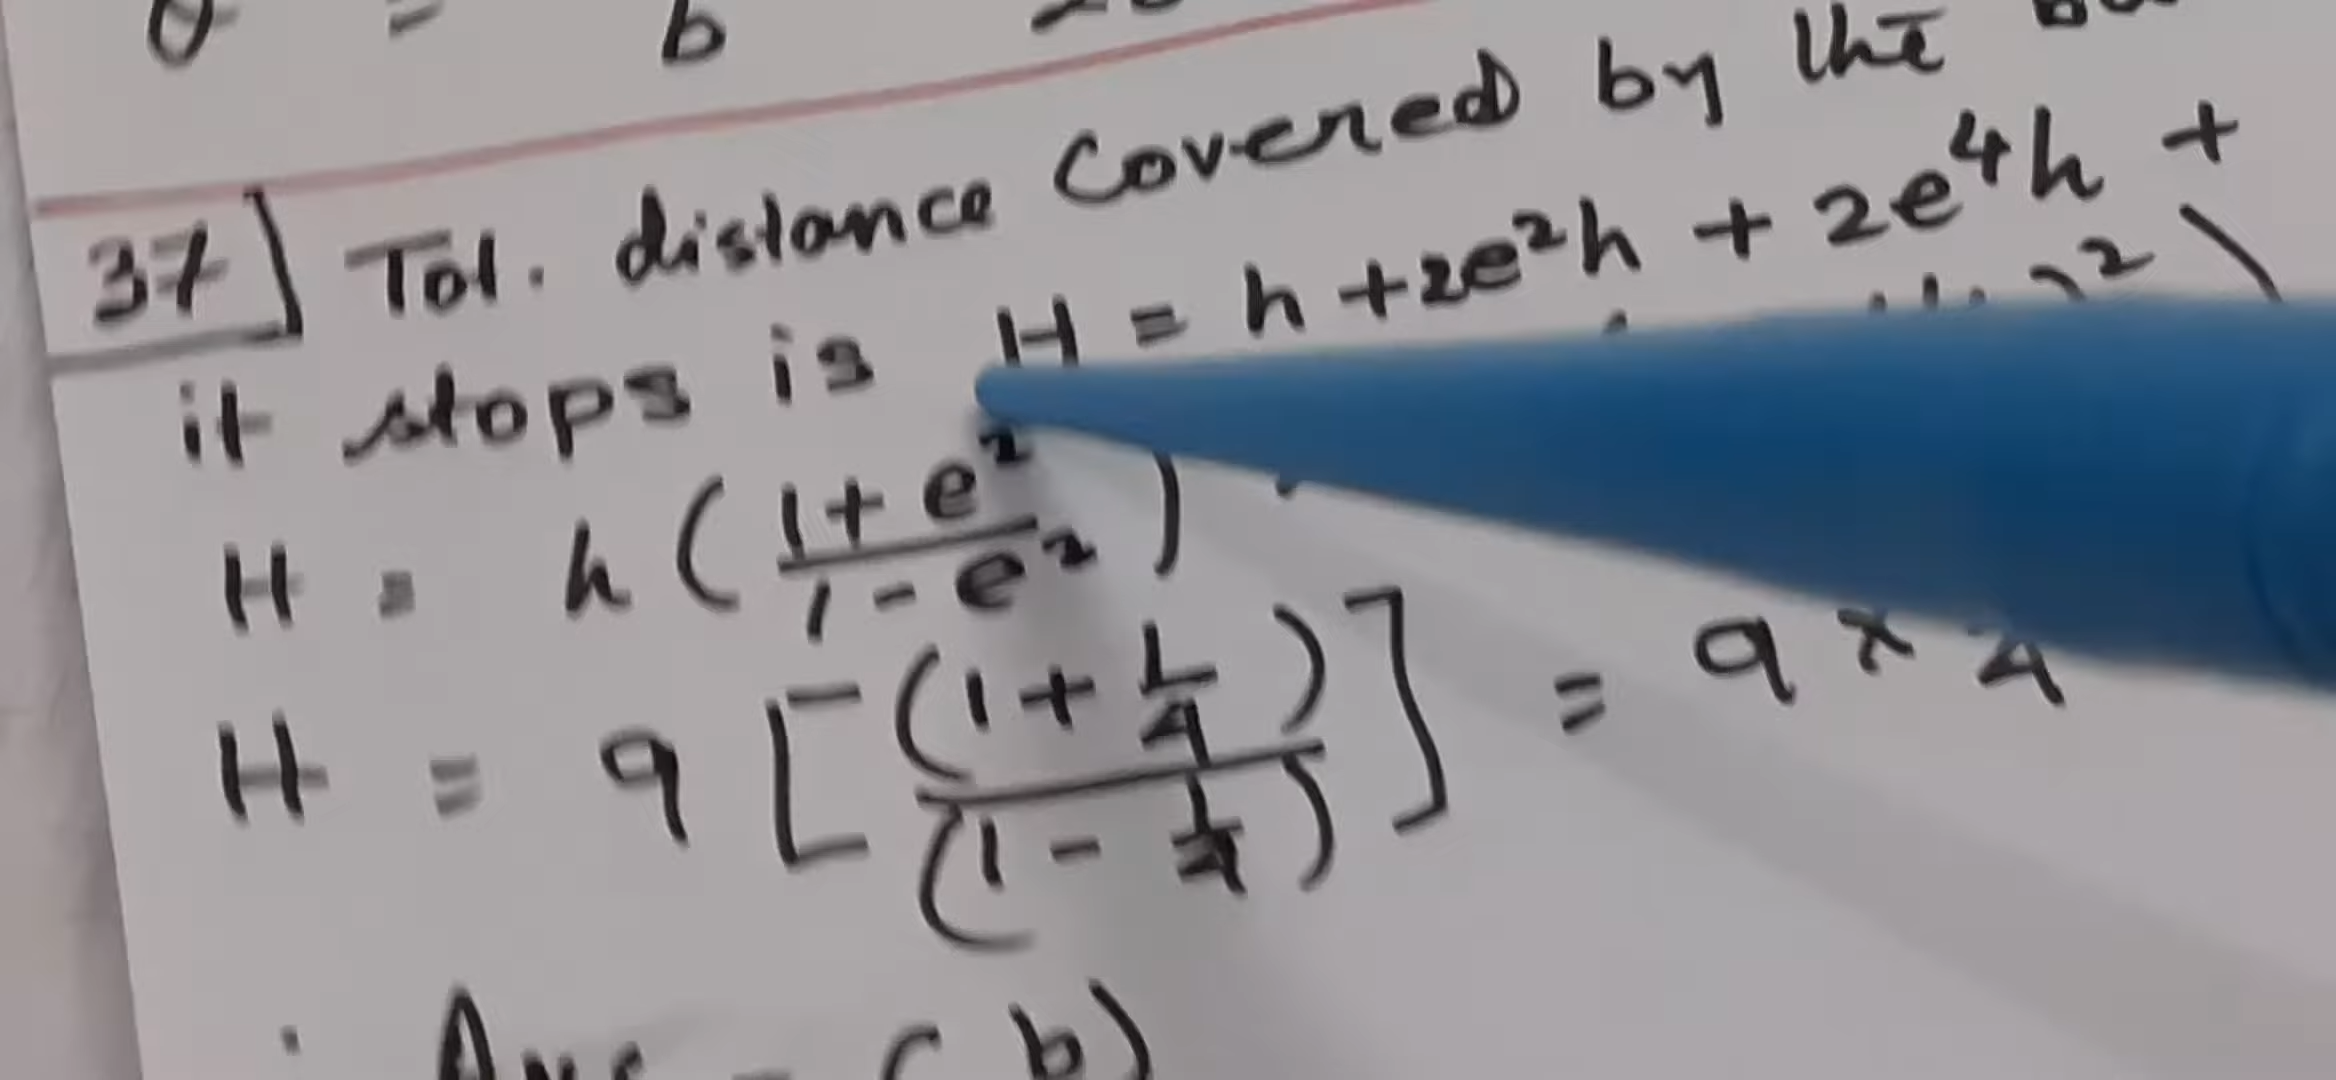 θ = b
37] Tot. distance covered by the
it stops is H = h + 2e²h + 2e⁴h +
H = h ( 1 + e² / 1 - e² )
H = 9 [ (1 + 1/4) / (1 - 1/4) ] = 9 ×
Ans - (b)